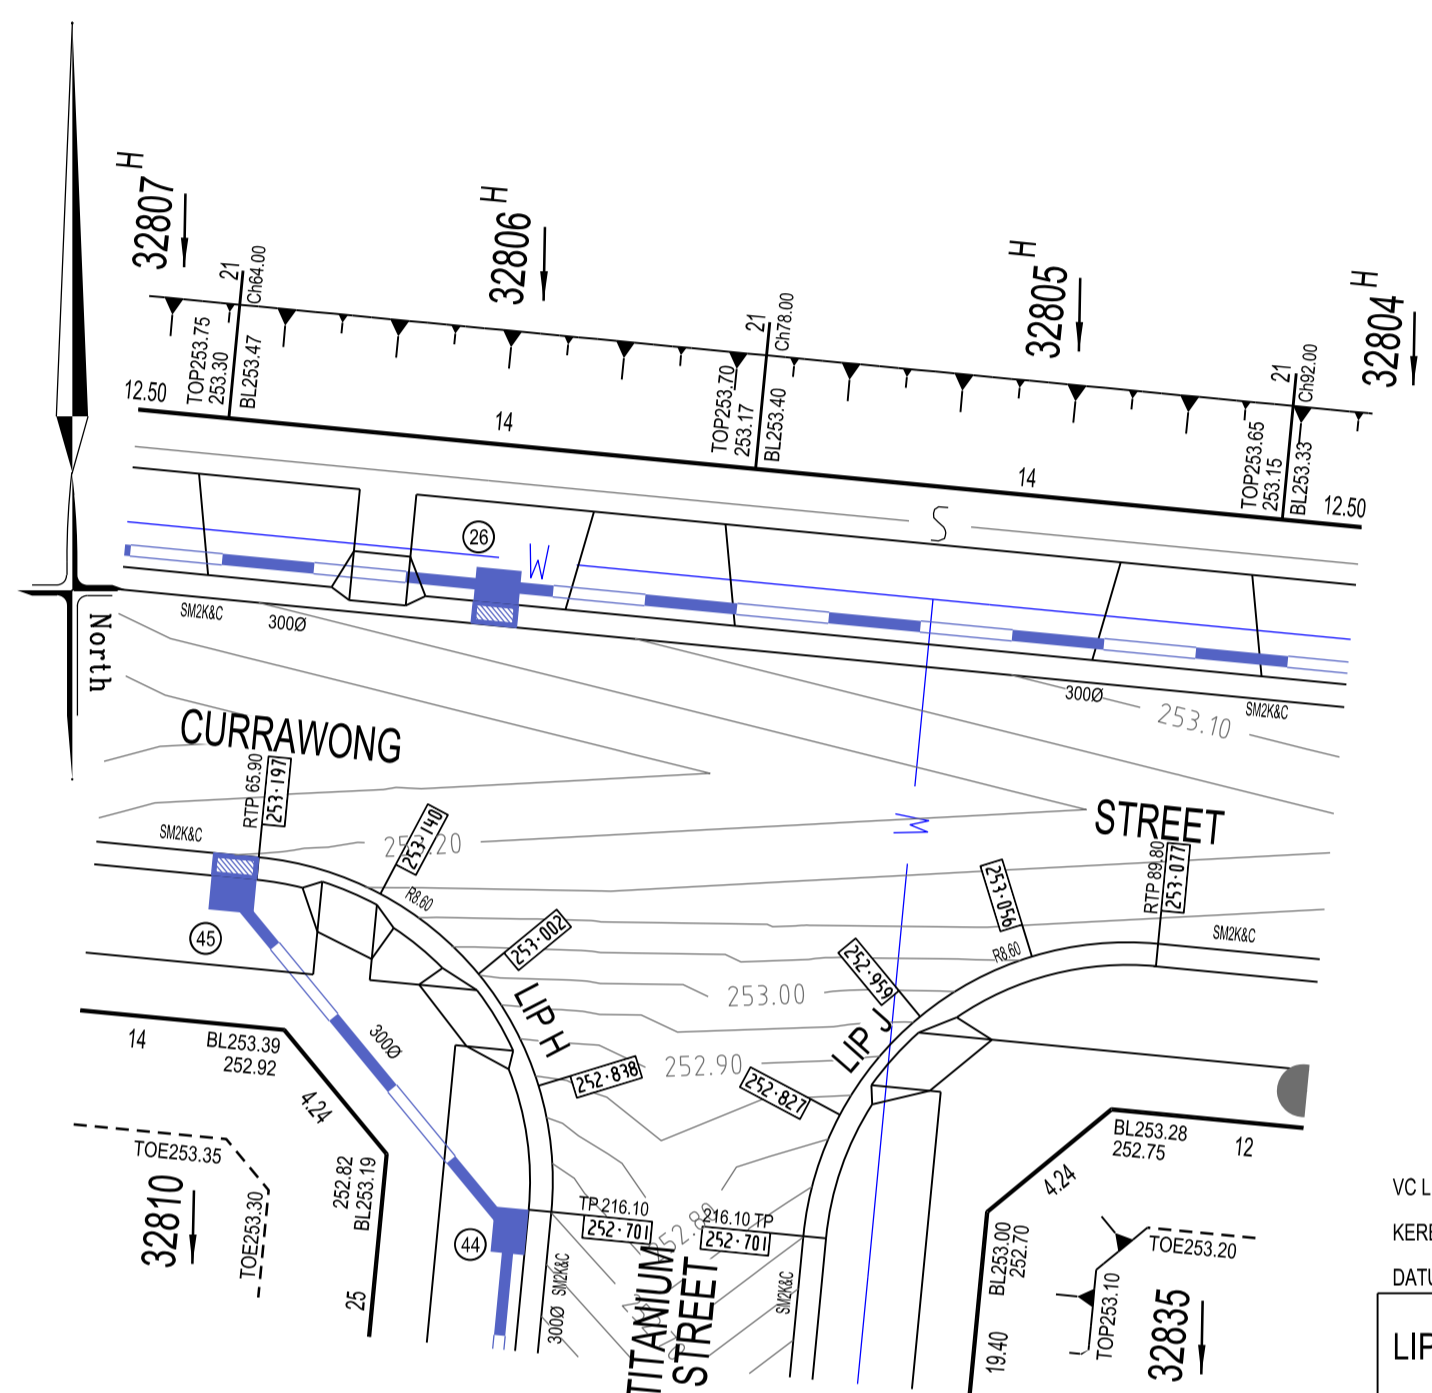 H
32807
H
32806
H
32805
H
32804
21
Ch64.00
21
Ch78.00
21
Ch92.00
TOP253.75
253.30
BL253.47
TOP253.70
253.17
BL253.40
TOP253.65
253.15
BL253.33
12.50
14
14
12.50
S
26
W
SM2K&C
300Ø
300Ø
SM2K&C
253.10
North
CURRAWONG
STREET
RTP 65.90
253·197
SM2K&C
253·140
253.20
R8.60
W
253·056
RTP 89.80
253·077
SM2K&C
R8.60
45
253·002
252·959
253.00
LIP H
LIP J
14
BL253.39
252.92
300Ø
252·838
252.90
252·827
4.24
TOE253.35
252.82
BL253.19
BL253.28
252.75
12
4.24
32810
TOE253.30
44
TP 216.10
252·701
216.10 TP
252·701
252.80
25
300Ø
SM2K&C
TITANIUM
STREET
SM2K&C
BL253.00
252.70
19.40
TOE253.20
TOP253.10
32835
VC L
KERB
DATU
LIP